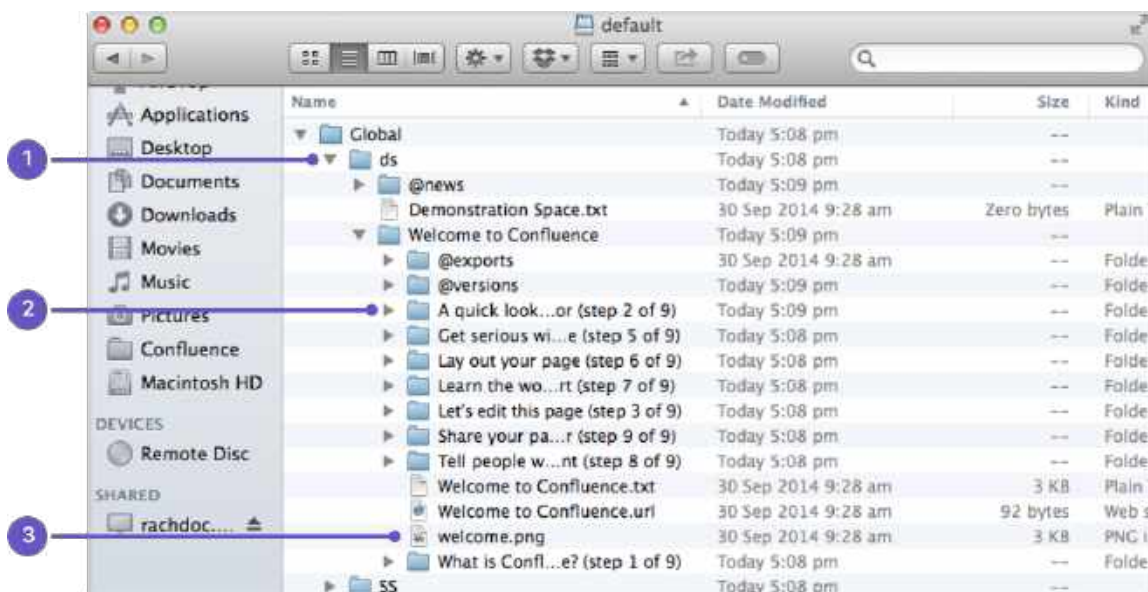 default
Name Date Modified Size Kind
Applications
Desktop
Documents
Downloads
Movies
Music
Pictures
Confluence
Macintosh HD
DEVICES
Remote Disc
SHARED
rachdoc....
1
2
3
Global Today 5:08 pm --
ds Today 5:08 pm --
@news Today 5:09 pm --
Demonstration Space.txt 30 Sep 2014 9:28 am Zero bytes Plain
Welcome to Confluence Today 5:09 pm --
@exports 30 Sep 2014 9:28 am -- Folde
@versions Today 5:09 pm -- Folde
A quick look...or (step 2 of 9) Today 5:09 pm -- Folde
Get serious wi...e (step 5 of 9) Today 5:08 pm -- Folde
Lay out your page (step 6 of 9) Today 5:08 pm -- Folde
Learn the wo...rt (step 7 of 9) Today 5:08 pm -- Folde
Let's edit this page (step 3 of 9) Today 5:08 pm -- Folde
Share your pa...r (step 9 of 9) Today 5:08 pm -- Folde
Tell people w...nt (step 8 of 9) Today 5:08 pm -- Folde
Welcome to Confluence.txt 30 Sep 2014 9:28 am 3 KB Plain
Welcome to Confluence.url 30 Sep 2014 9:28 am 92 bytes Web s
welcome.png 30 Sep 2014 9:28 am 3 KB PNG i
What is Confl...e? (step 1 of 9) Today 5:08 pm -- Folde
SS Today 5:08 pm --